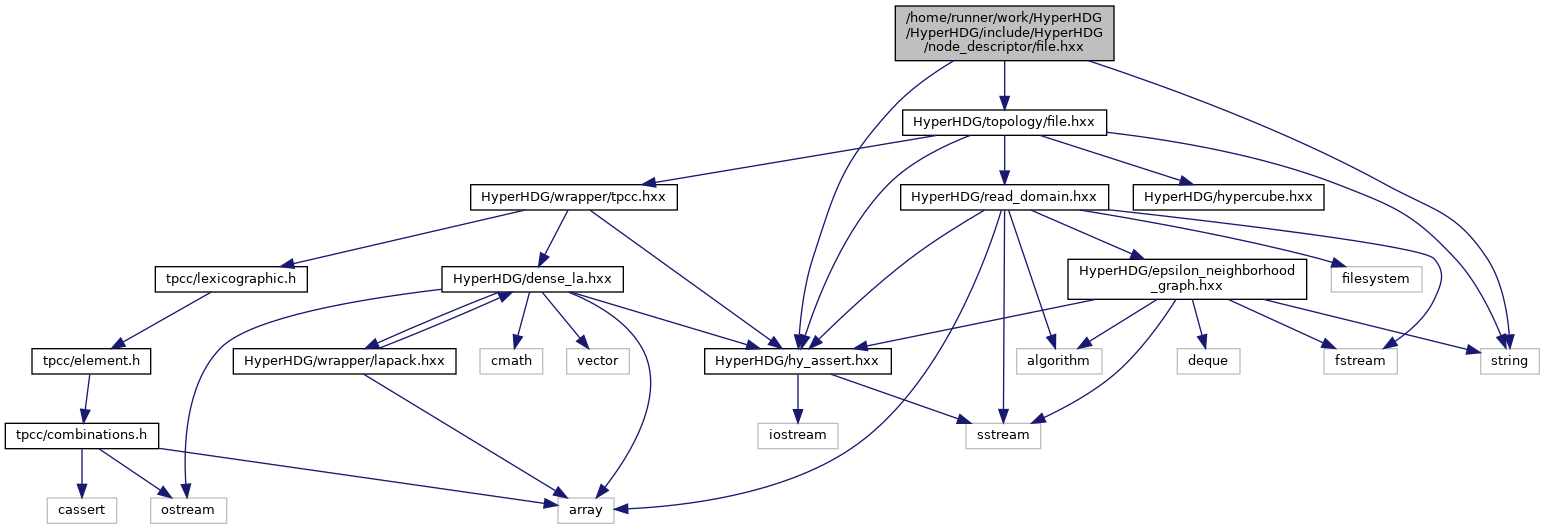 /home/runner/work/HyperHDG
/HyperHDG/include/HyperHDG
/node_descriptor/file.hxx
HyperHDG/topology/file.hxx
HyperHDG/wrapper/tpcc.hxx
HyperHDG/read_domain.hxx
HyperHDG/hypercube.hxx
tpcc/lexicographic.h
HyperHDG/dense_la.hxx
HyperHDG/epsilon_neighborhood
_graph.hxx
filesystem
tpcc/element.h
HyperHDG/wrapper/lapack.hxx
cmath
vector
HyperHDG/hy_assert.hxx
algorithm
deque
fstream
string
tpcc/combinations.h
iostream
sstream
cassert
ostream
array